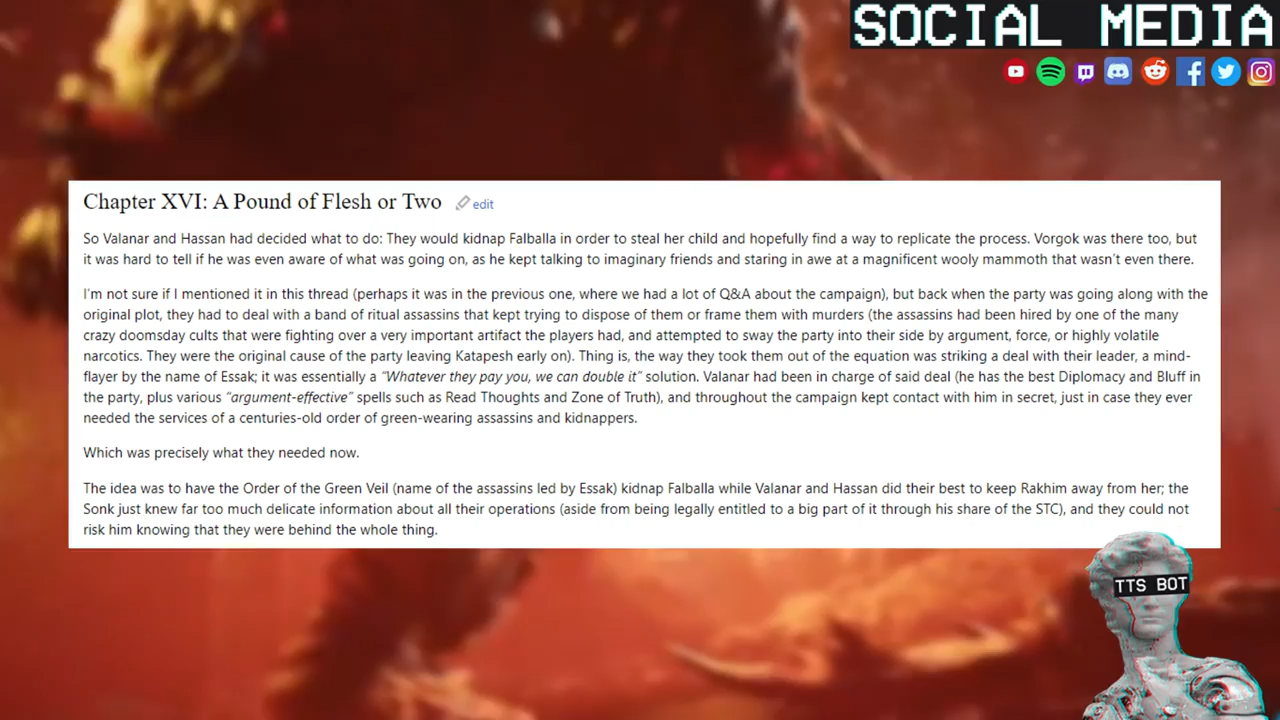 SOCIAL MEDIA
Chapter XVI: A Pound of Flesh or Two edit
So Valanar and Hassan had decided what to do: They would kidnap Falballa in order to steal her child and hopefully find a way to replicate the process. Vorgok was there too, but
it was hard to tell if he was even aware of what was going on, as he kept talking to imaginary friends and staring in awe at a magnificent wooly mammoth that wasn't even there.
I'm not sure if I mentioned it in this thread (perhaps it was in the previous one, where we had a lot of Q&A about the campaign), but back when the party was going along with the
original plot, they had to deal with a band of ritual assassins that kept trying to dispose of them or frame them with murders (the assassins had been hired by one of the many
crazy doomsday cults that were fighting over a very important artifact the players had, and attempted to sway the party into their side by argument, force, or highly volatile
narcotics. They were the original cause of the party leaving Katapesh early on). Thing is, the way they took them out of the equation was striking a deal with their leader, a mind-
flayer by the name of Essak; it was essentially a "Whatever they pay you, we can double it" solution. Valanar had been in charge of said deal (he has the best Diplomacy and Bluff in
the party, plus various "argument-effective" spells such as Read Thoughts and Zone of Truth), and throughout the campaign kept contact with him in secret, just in case they ever
needed the services of a centuries-old order of green-wearing assassins and kidnappers.
Which was precisely what they needed now.
The idea was to have the Order of the Green Veil (name of the assassins led by Essak) kidnap Falballa while Valanar and Hassan did their best to keep Rakhim away from her; the
Sonk just knew far too much delicate information about all their operations (aside from being legally entitled to a big part of it through his share of the STC), and they could not
risk him knowing that they were behind the whole thing.
TTS BOT